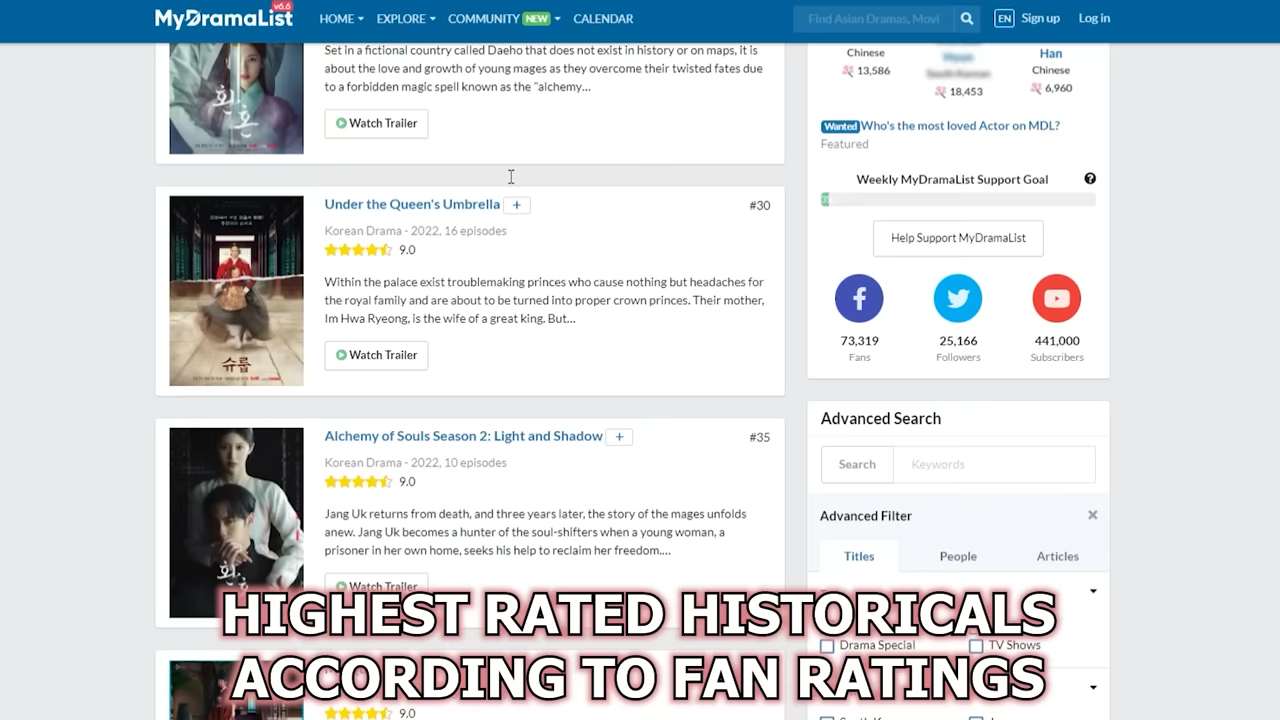 MyDramaList v6.6
HOME EXPLORE COMMUNITY NEW CALENDAR
Find Asian Dramas, Movi
EN Sign up Log in
Set in a fictional country called Daeho that does not exist in history or on maps, it is
about the love and growth of young mages as they overcome their twisted fates due
to a forbidden magic spell known as the "alchemy...
Watch Trailer
환혼
Under the Queen's Umbrella +
#30
Korean Drama - 2022, 16 episodes
9.0
Within the palace exist troublemaking princes who cause nothing but headaches for
the royal family and are about to be turned into proper crown princes. Their mother,
Im Hwa Ryeong, is the wife of a great king. But...
Watch Trailer
슈룹
Alchemy of Souls Season 2: Light and Shadow +
#35
Korean Drama - 2022, 10 episodes
9.0
Jang Uk returns from death, and three years later, the story of the mages unfolds
anew. Jang Uk becomes a hunter of the soul-shifters when a young woman, a
prisoner in her own home, seeks his help to reclaim her freedom....
Watch Trailer
9.0
Chinese
13,586
18,453
Han
Chinese
6,960
Wanted Who's the most loved Actor on MDL?
Featured
Weekly MyDramaList Support Goal
Help Support MyDramaList
73,319
Fans
25,166
Followers
441,000
Subscribers
Advanced Search
Search Keywords
Advanced Filter
Titles People Articles
Drama Special TV Shows
HIGHEST RATED HISTORICALS
ACCORDING TO FAN RATINGS